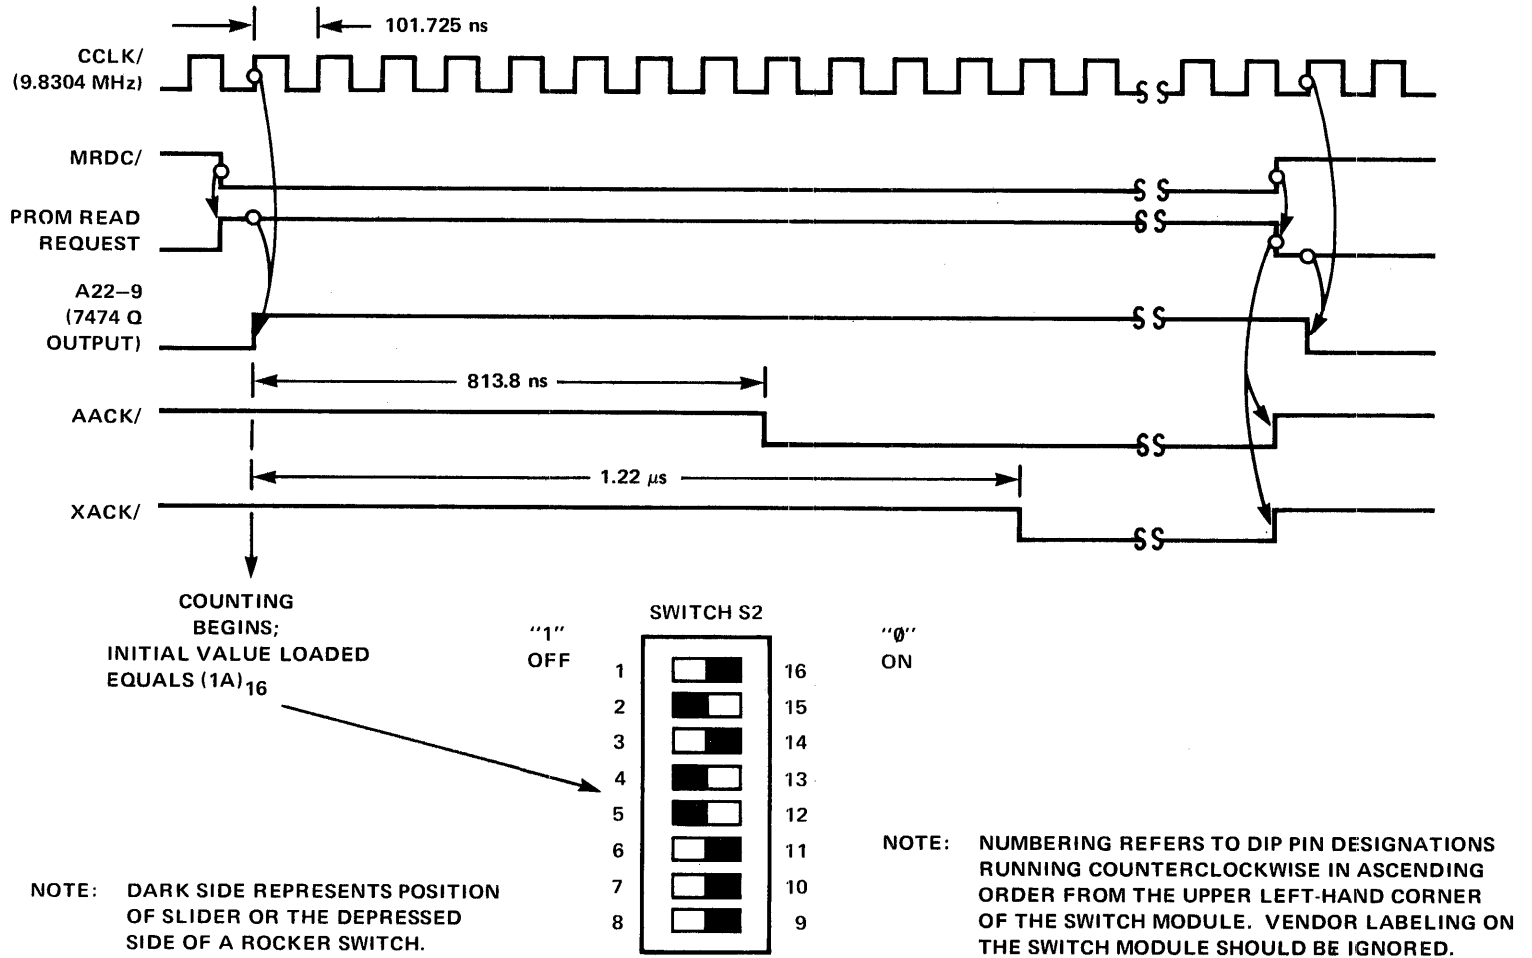 101.725 ns
CCLK/
(9.8304 MHz)
MRDC/
PROM READ
REQUEST
A22–9
(7474 Q
OUTPUT)
813.8 ns
AACK/
1.22 μs
XACK/
COUNTING
BEGINS;
INITIAL VALUE LOADED
EQUALS (1A)16
SWITCH S2
"1"
OFF
"0"
ON
1 16
2 15
3 14
4 13
5 12
6 11
7 10
8 9
NOTE: DARK SIDE REPRESENTS POSITION
OF SLIDER OR THE DEPRESSED
SIDE OF A ROCKER SWITCH.
NOTE: NUMBERING REFERS TO DIP PIN DESIGNATIONS
RUNNING COUNTERCLOCKWISE IN ASCENDING
ORDER FROM THE UPPER LEFT-HAND CORNER
OF THE SWITCH MODULE. VENDOR LABELING ON
THE SWITCH MODULE SHOULD BE IGNORED.